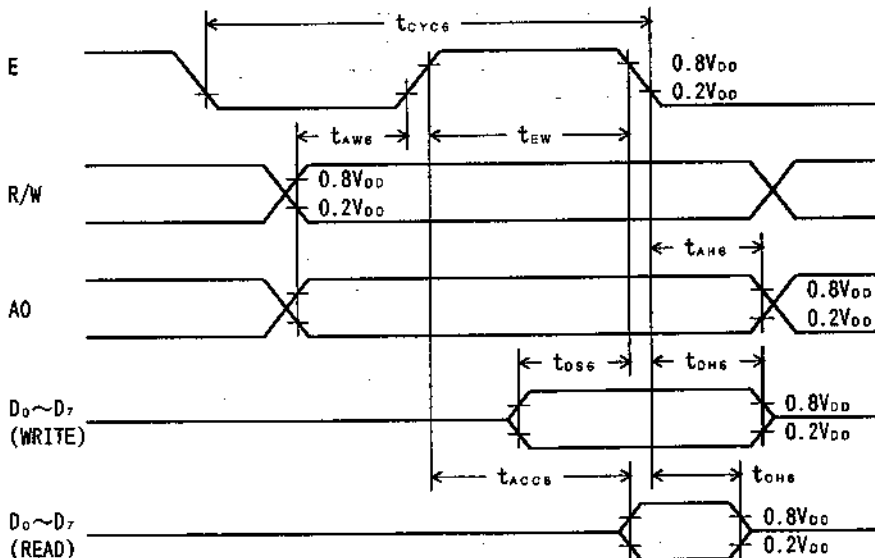 tCYC6
E
0.8VDD
0.2VDD
tAW6
tEW
R/W
0.8VDD
0.2VDD
tAH6
A0
0.8VDD
0.2VDD
tDS6
tDH6
D0~D7
(WRITE)
0.8VDD
0.2VDD
tACC6
tOH6
D0~D7
(READ)
0.8VDD
0.2VDD